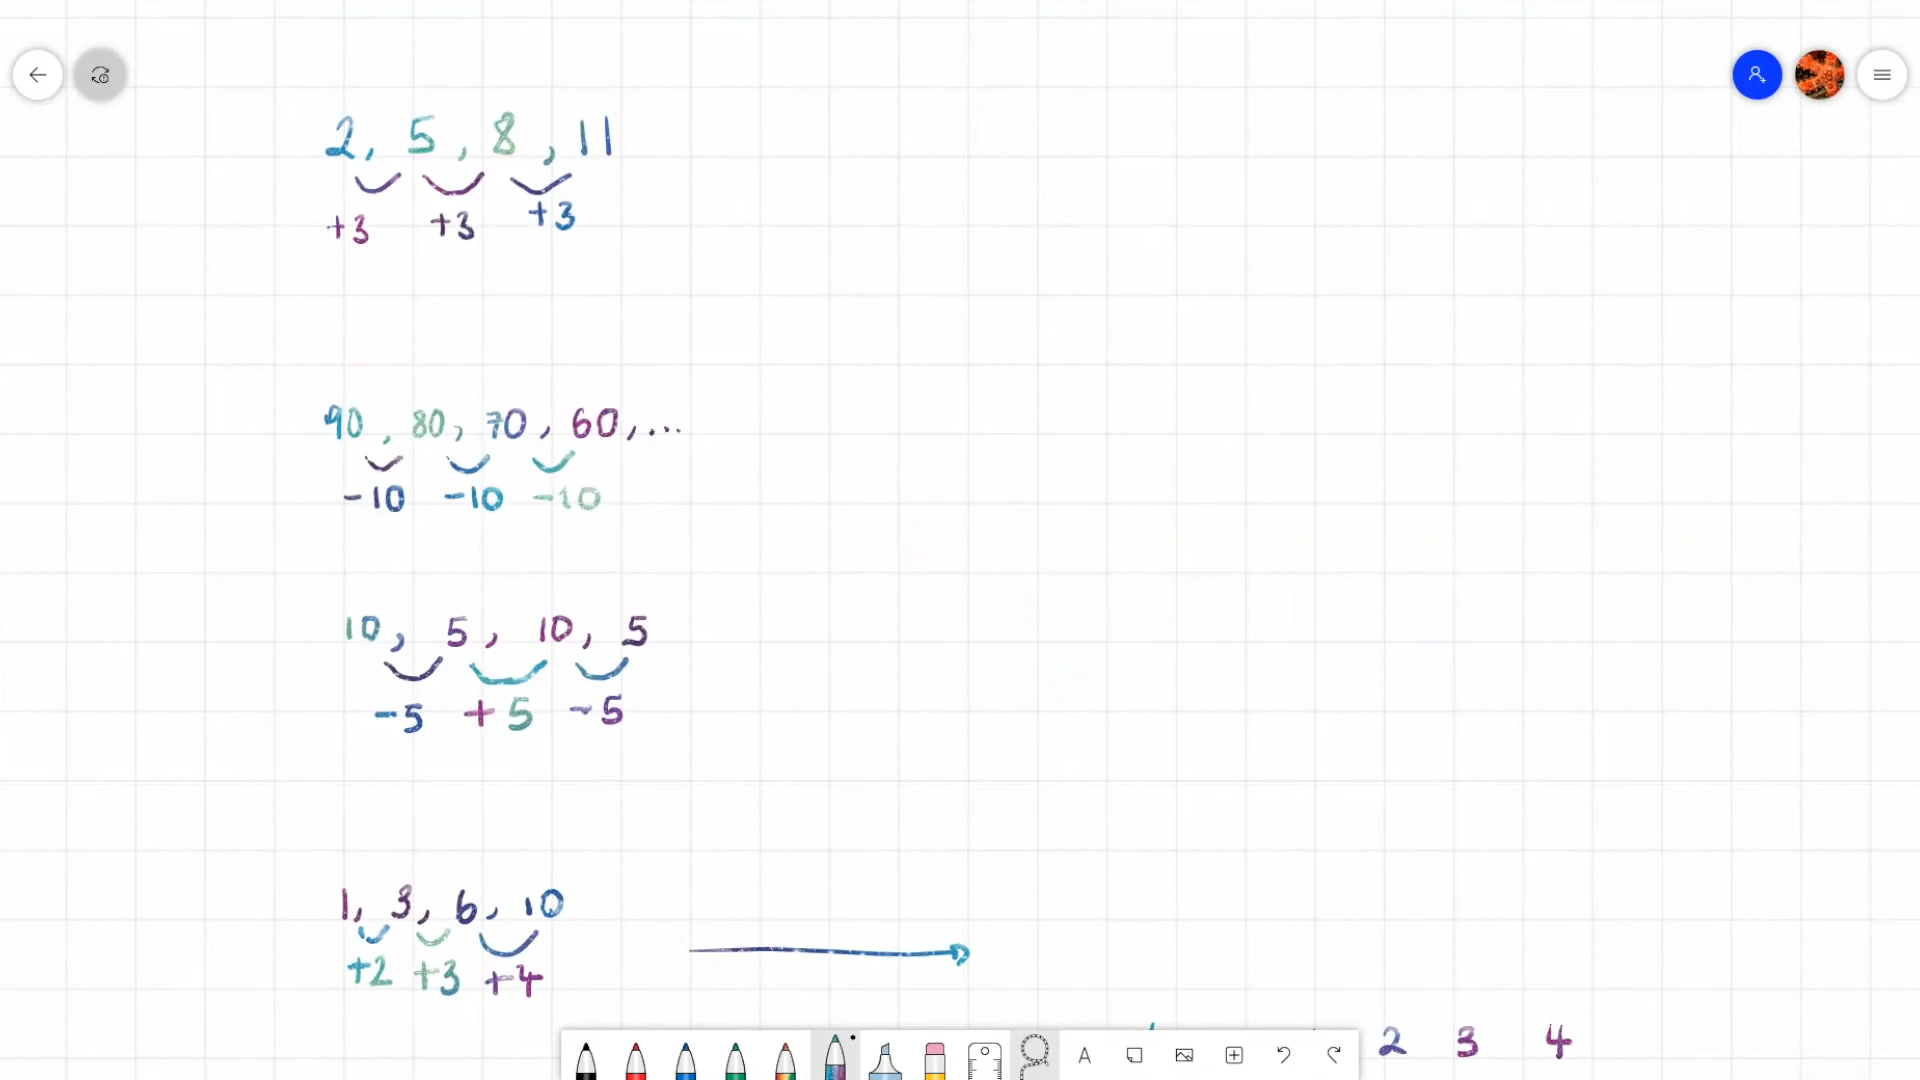 2, 5, 8, 11
+3 +3 +3
90, 80, 70, 60, ...
-10 -10 -10
10, 5, 10, 5
-5 +5 -5
1, 3, 6, 10
+2 +3 +4
2 3 4
A